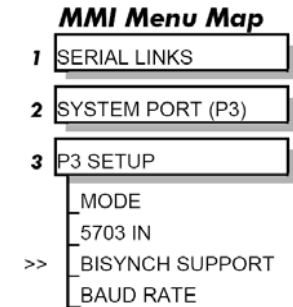 MMI Menu Map
1 SERIAL LINKS
2 SYSTEM PORT (P3)
3 P3 SETUP
MODE
5703 IN
>> BISYNCH SUPPORT
BAUD RATE